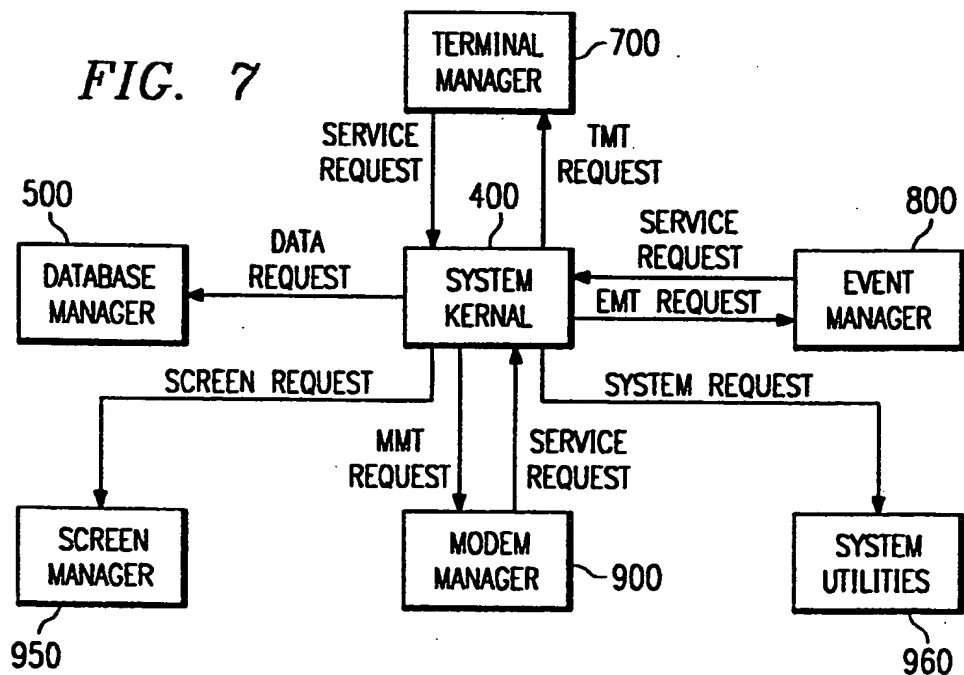 FIG. 7
TERMINAL
MANAGER
700
SERVICE
REQUEST
TMT
REQUEST
500
400
800
DATABASE
MANAGER
DATA
REQUEST
SYSTEM
KERNAL
SERVICE
REQUEST
EMT REQUEST
EVENT
MANAGER
SCREEN REQUEST
MMT
REQUEST
SERVICE
REQUEST
SYSTEM REQUEST
SCREEN
MANAGER
950
MODEM
MANAGER
900
SYSTEM
UTILITIES
960